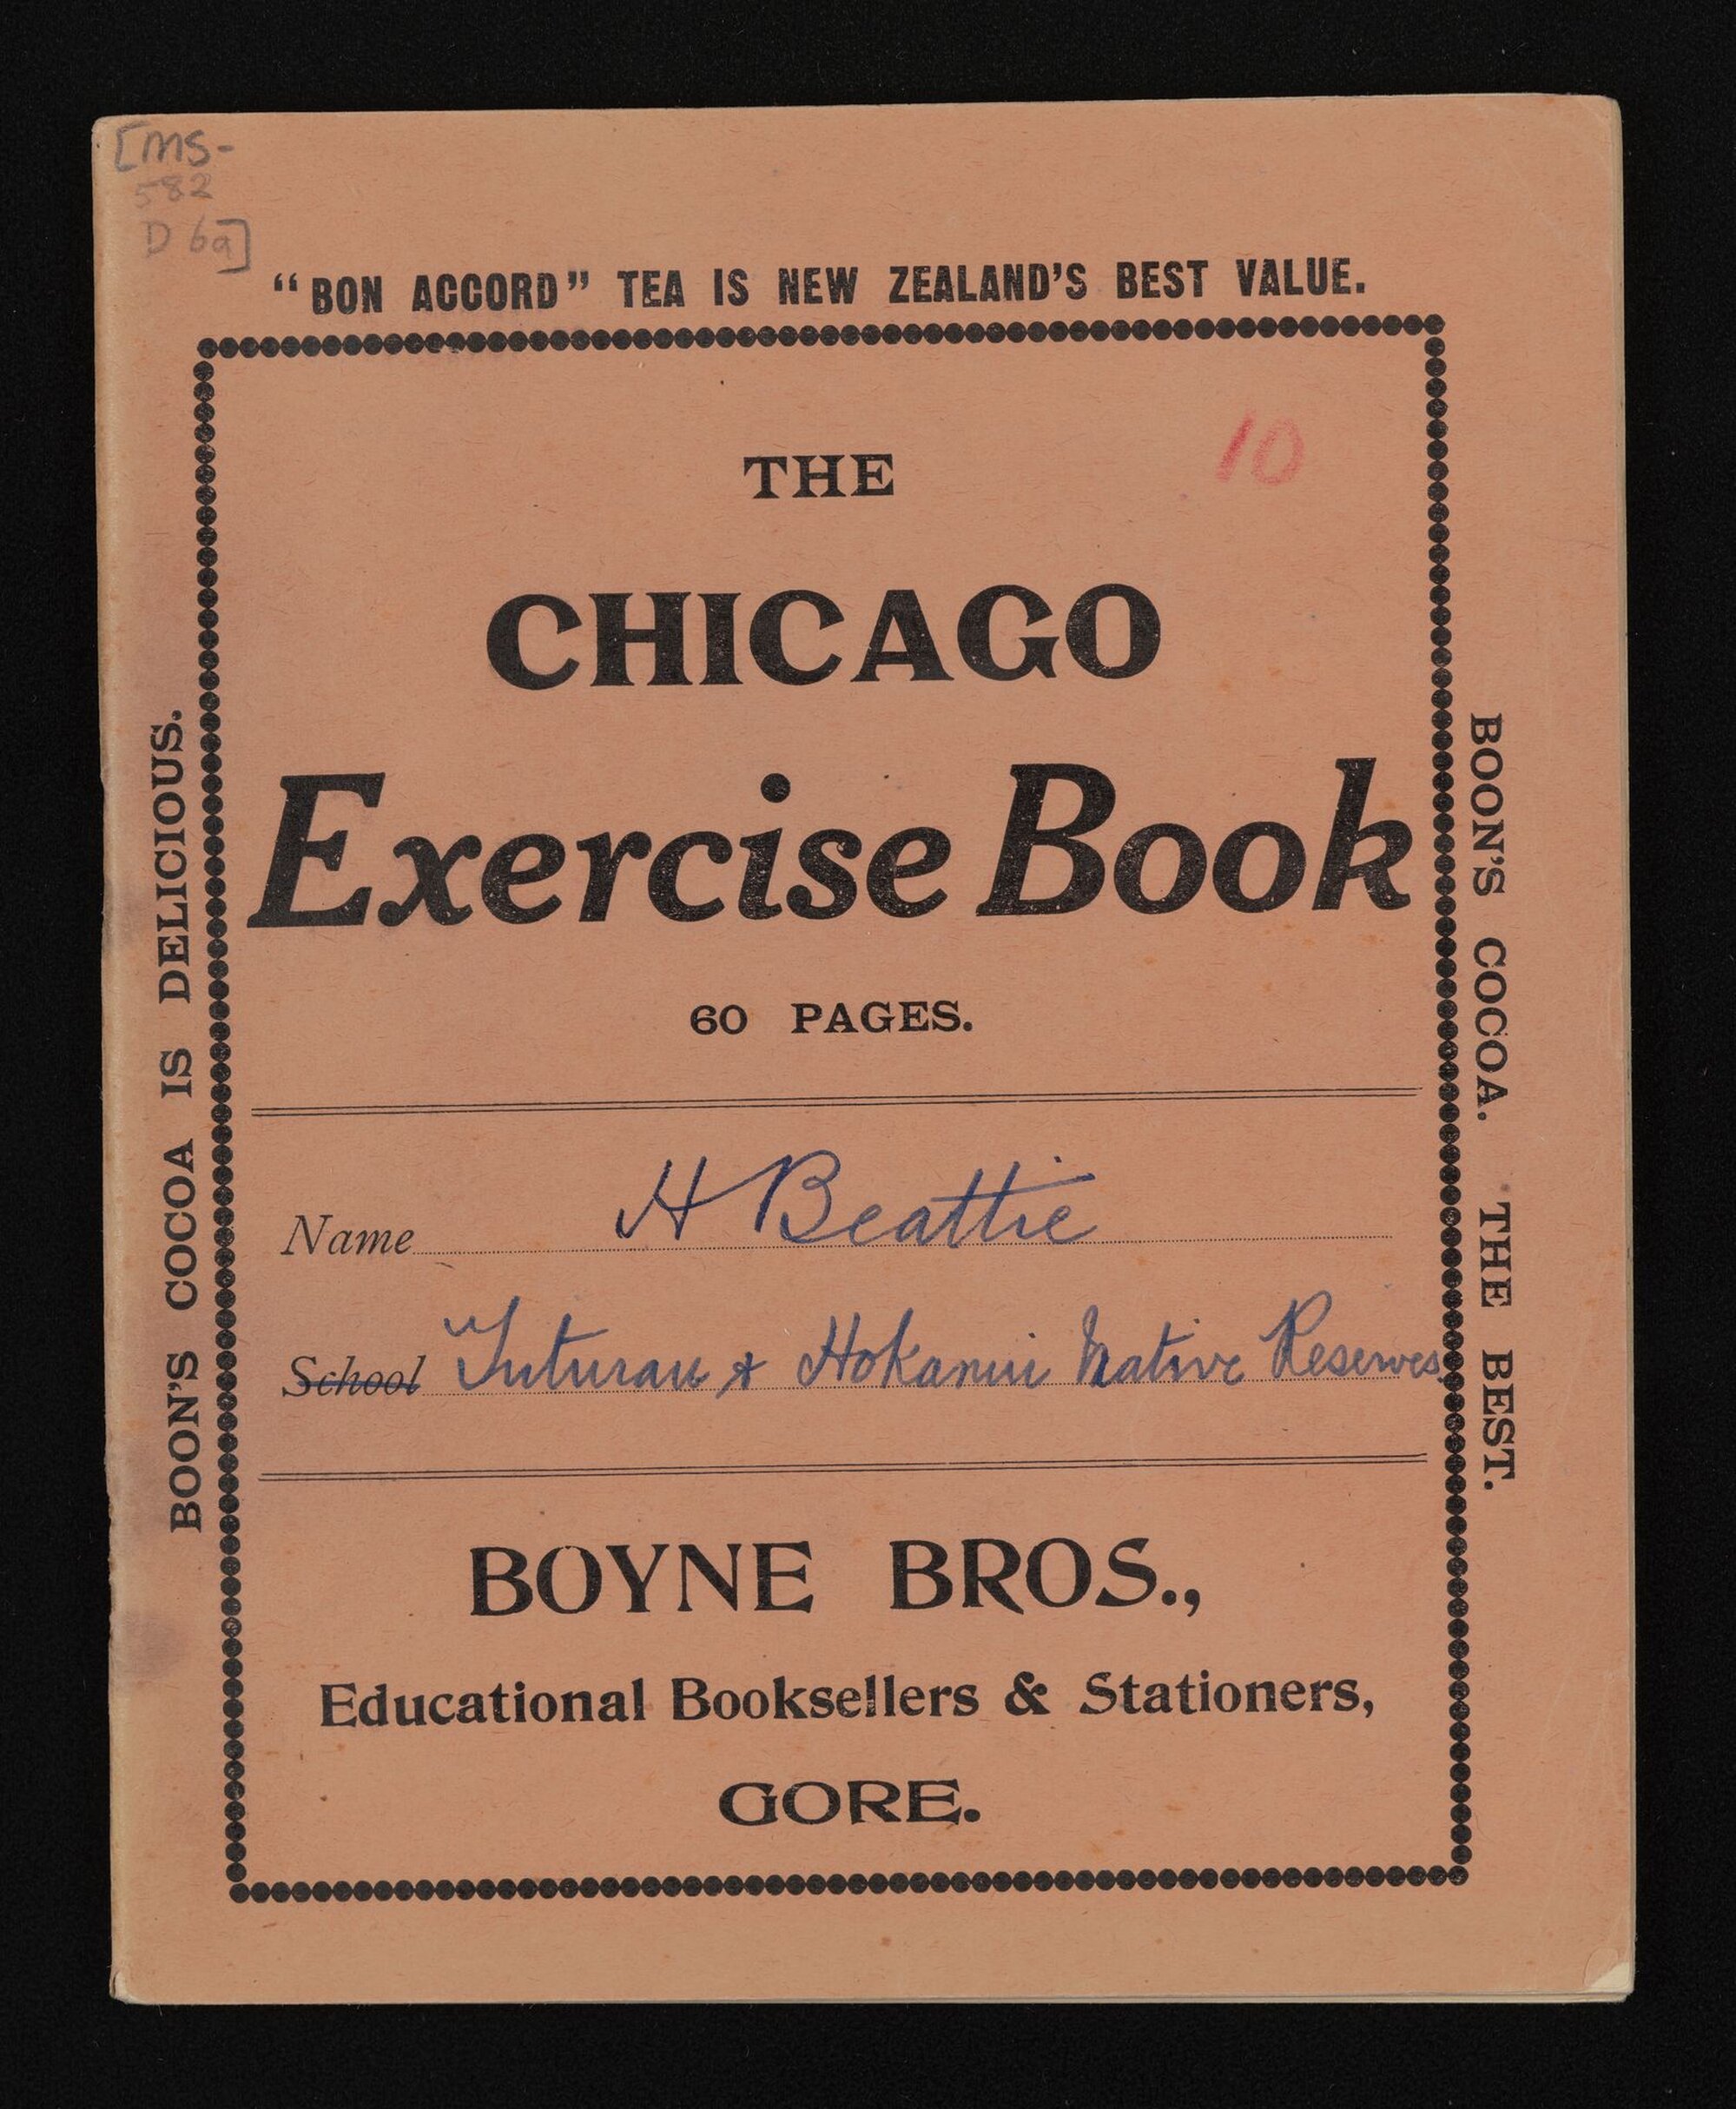 [MS-
582
D 6a]
"BON ACCORD" TEA IS NEW ZEALAND'S BEST VALUE.
10
THE
CHICAGO
Exercise Book
60 PAGES.
Name H Beattie
School Tuturau & Hokanui Native Reserves
BOYNE BROS.,
Educational Booksellers & Stationers,
GORE.
BOON'S COCOA IS DELICIOUS.
BOON'S COCOA. THE BEST.